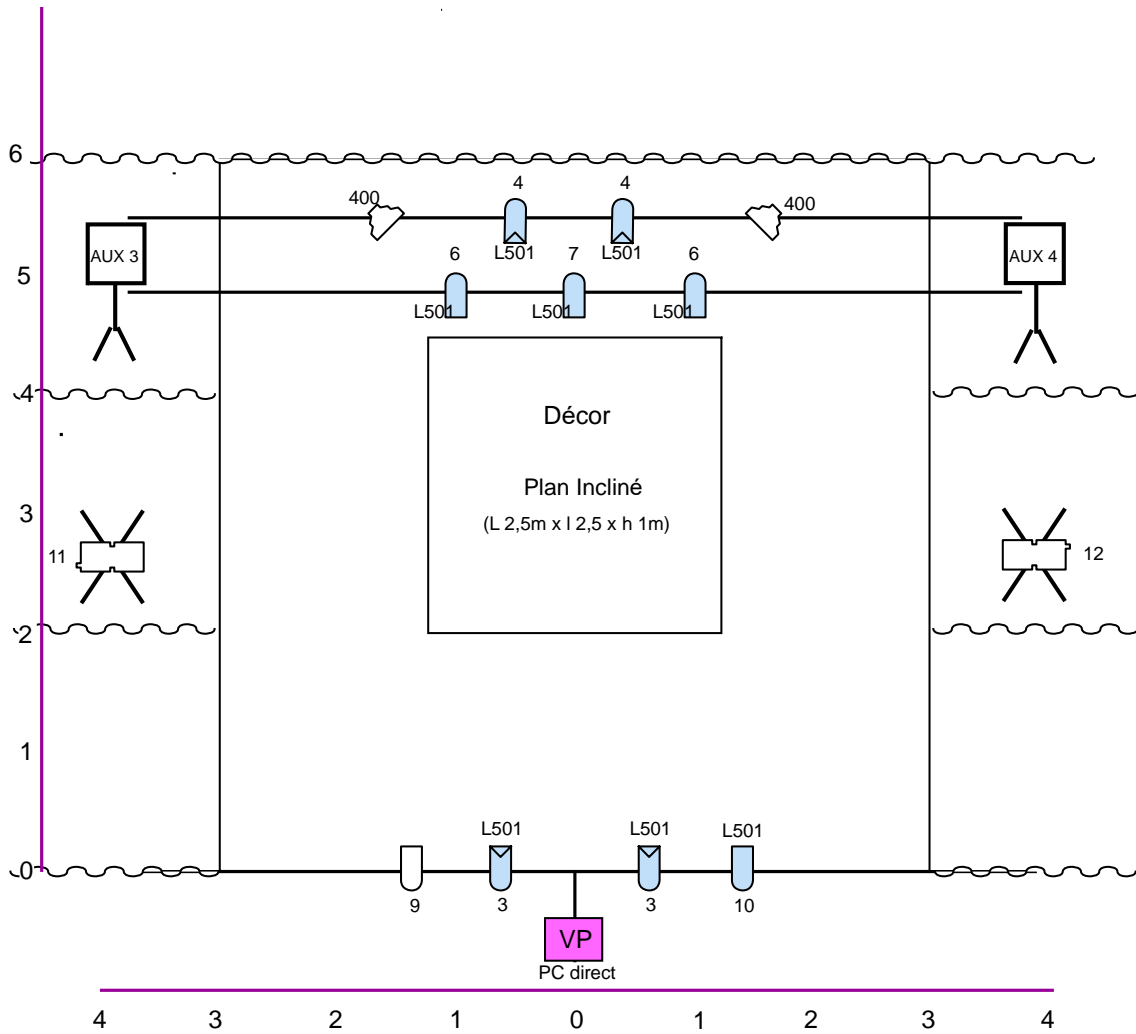 6
400
4
4
400
AUX 3
L501
L501
AUX 4
5
6
7
6
L501
L501
L501
4
Décor
3
Plan Incliné
(L 2,5m x l 2,5 x h 1m)
11
12
2
1
L501
L501
L501
0
9
3
3
10
VP
PC direct
4 3 2 1 0 1 2 3 4